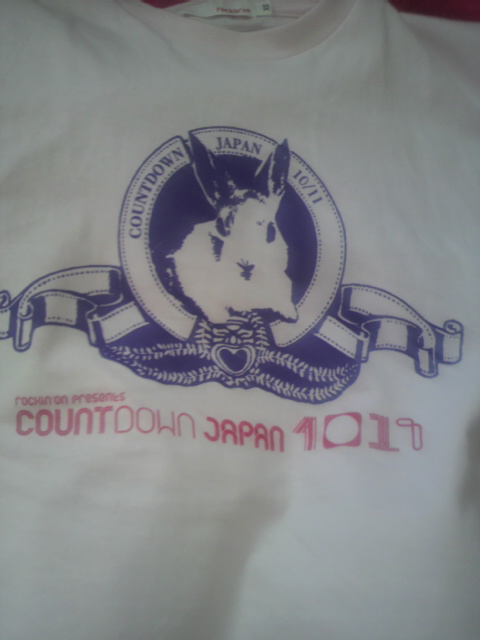 COUNTDOWN JAPAN 10/11
rockin'on presents
COUNTDOWN JAPAN 1011